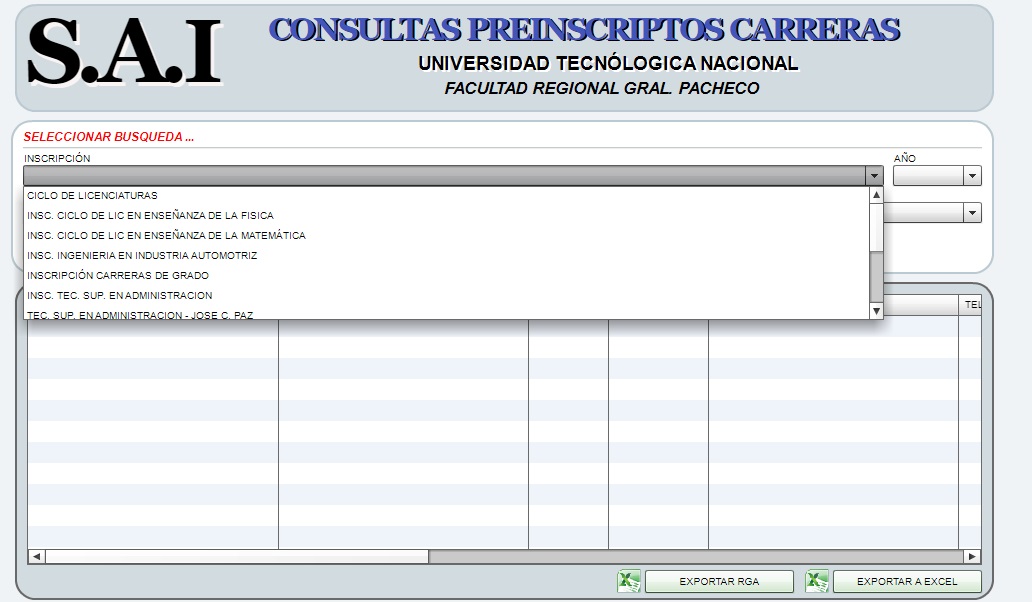 S.A.I
CONSULTAS PREINSCRIPTOS CARRERAS
UNIVERSIDAD TECNÓLOGICA NACIONAL
FACULTAD REGIONAL GRAL. PACHECO
SELECCIONAR BUSQUEDA ...
INSCRIPCIÓN
AÑO
CICLO DE LICENCIATURAS
INSC. CICLO DE LIC EN ENSEÑANZA DE LA FISICA
INSC. CICLO DE LIC EN ENSEÑANZA DE LA MATEMÁTICA
INSC. INGENIERIA EN INDUSTRIA AUTOMOTRIZ
INSCRIPCIÓN CARRERAS DE GRADO
INSC. TEC. SUP. EN ADMINISTRACION
TEC. SUP. EN ADMINISTRACION - JOSE C. PAZ
TEL
EXPORTAR RGA
EXPORTAR A EXCEL